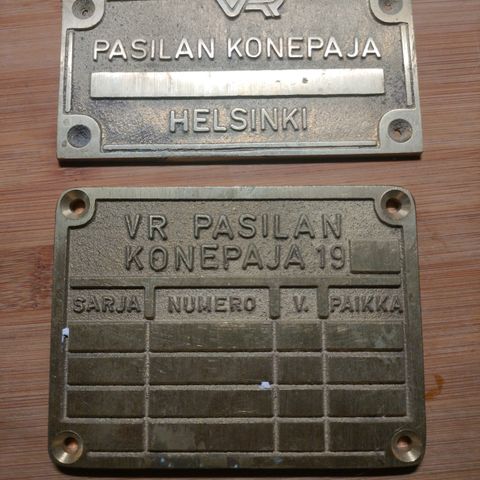 VR
PASILAN KONEPAJA
HELSINKI
VR PASILAN
KONEPAJA 19
SARJA NUMERO V. PAIKKA